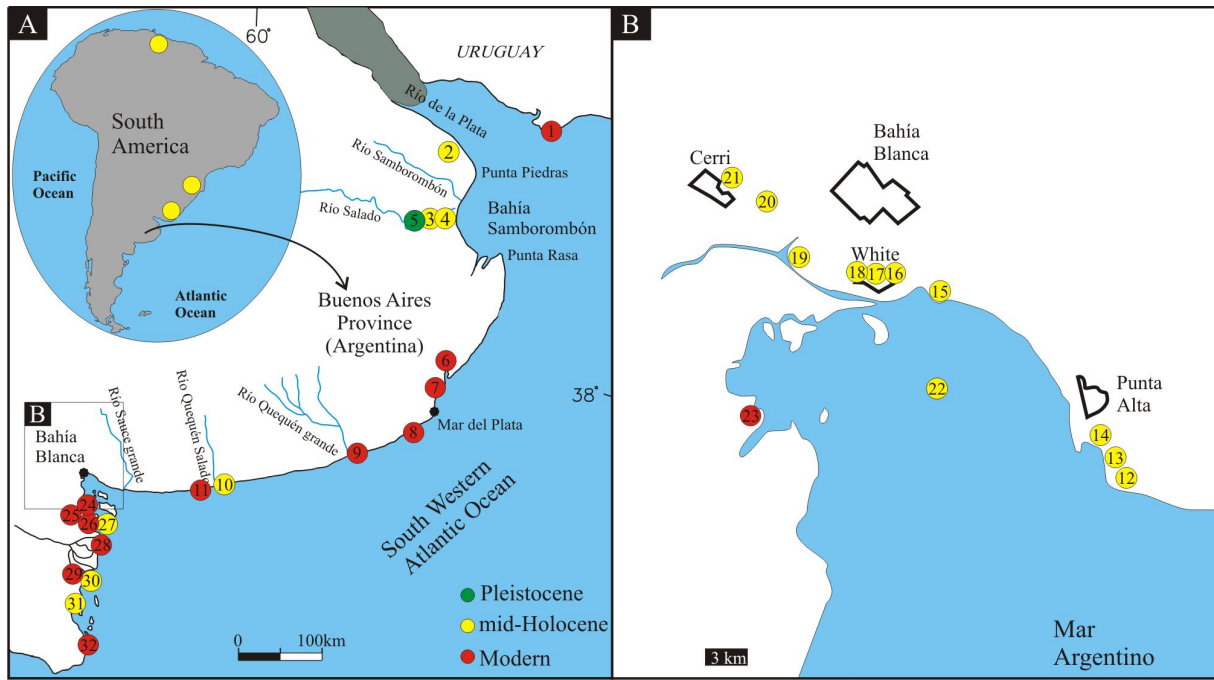 A
60°
URUGUAY
South
America
Pacific
Ocean
Atlantic
Ocean
Río de la Plata
1
2
Río Samborombón
Punta Piedras
Río Salado
5
3
4
Bahía
Samborombón
Punta Rasa
Buenos Aires
Province
(Argentina)
6
7
38°
Mar del Plata
8
9
Río Quequén grande
Río Quequén Salado
Río Sauce grande
B
Bahía
Blanca
11
10
24
25
26
27
28
29
30
31
32
South Western
Atlantic Ocean
Pleistocene
mid-Holocene
Modern
0
100km
B
Bahía
Blanca
Cerri
21
20
19
White
18
17
16
15
22
23
Punta
Alta
14
13
12
3 km
Mar
Argentino